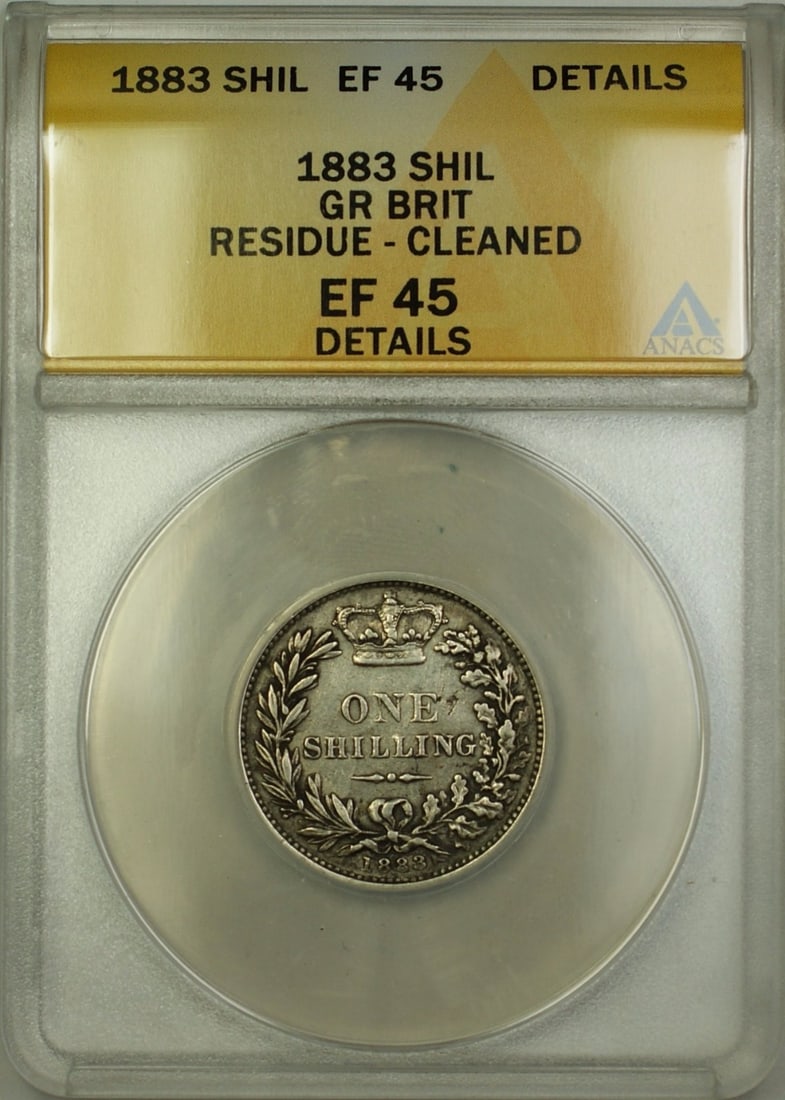 1883 SHIL EF 45 DETAILS
1883 SHIL
GR BRIT
RESIDUE - CLEANED
EF 45
DETAILS
ANACS
ONE
SHILLING
1883